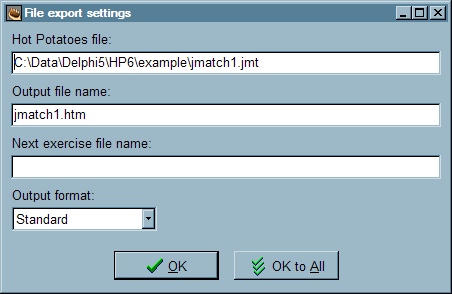 File export settings
Hot Potatoes file:
C:\Data\Delphi5\HP6\example\jmatch1.jmt
Output file name:
jmatch1.htm
Next exercise file name:
Output format:
Standard
OK
OK to All